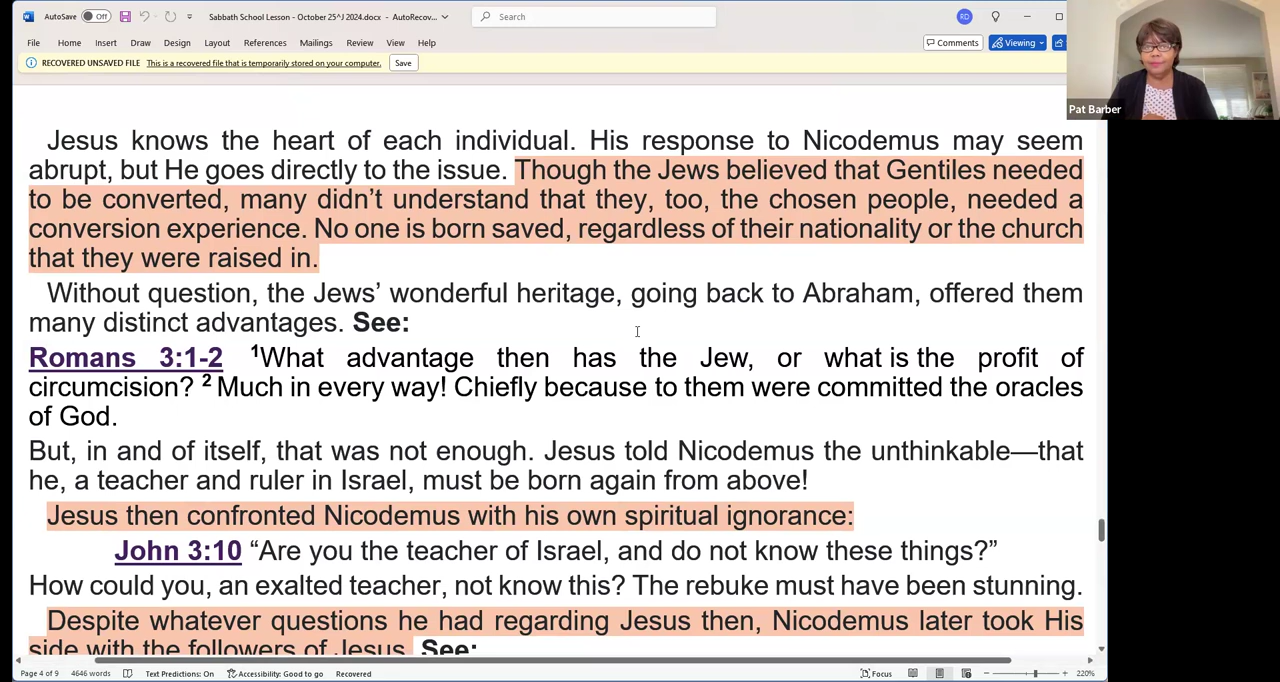 AutoSave Off Sabbath School Lesson - October 25^J 2024.docx - AutoRecov... Search RD
File Home Insert Draw Design Layout References Mailings Review View Help Comments Viewing
RECOVERED UNSAVED FILE This is a recovered file that is temporarily stored on your computer. Save
Pat Barber
Jesus knows the heart of each individual. His response to Nicodemus may seem
abrupt, but He goes directly to the issue. Though the Jews believed that Gentiles needed
to be converted, many didn’t understand that they, too, the chosen people, needed a
conversion experience. No one is born saved, regardless of their nationality or the church
that they were raised in.
Without question, the Jews’ wonderful heritage, going back to Abraham, offered them
many distinct advantages. See:
Romans 3:1-2 ¹What advantage then has the Jew, or what is the profit of
circumcision? ² Much in every way! Chiefly because to them were committed the oracles
of God.
But, in and of itself, that was not enough. Jesus told Nicodemus the unthinkable—that
he, a teacher and ruler in Israel, must be born again from above!
Jesus then confronted Nicodemus with his own spiritual ignorance:
John 3:10 “Are you the teacher of Israel, and do not know these things?”
How could you, an exalted teacher, not know this? The rebuke must have been stunning.
Despite whatever questions he had regarding Jesus then, Nicodemus later took His
side with the followers of Jesus. See:
Page 4 of 9 4646 words Text Predictions: On Accessibility: Good to go Recovered Focus 220%